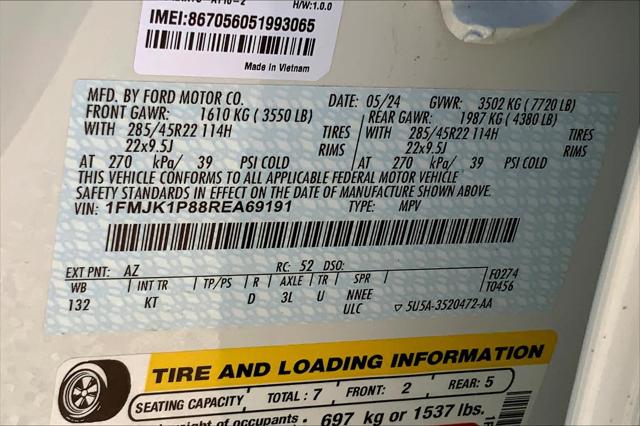 H/W:1.0.0
IMEI:867056051993065
Made in Vietnam
MFD. BY FORD MOTOR CO. DATE: 05/24 GVWR: 3502 KG (7720 LB)
FRONT GAWR: 1610 KG (3550 LB) REAR GAWR: 1987 KG (4380 LB)
WITH 285/45R22 114H TIRES WITH 285/45R22 114H TIRES
22x9.5J RIMS 22x9.5J RIMS
AT 270 kPa/ 39 PSI COLD AT 270 kPa/ 39 PSI COLD
THIS VEHICLE CONFORMS TO ALL APPLICABLE FEDERAL MOTOR VEHICLE
SAFETY STANDARDS IN EFFECT ON THE DATE OF MANUFACTURE SHOWN ABOVE.
VIN: 1FMJK1P88REA69191 TYPE: MPV
EXT PNT: AZ RC: 52 DSO:
WB INT TR TP/PS R AXLE TR SPR F0274
132 KT D 3L U NNEE T0456
ULC ▽ 5U5A-3520472-AA
TIRE AND LOADING INFORMATION
SEATING CAPACITY TOTAL : 7 FRONT: 2 REAR: 5
of occupants - 697 kg or 1537 lbs.